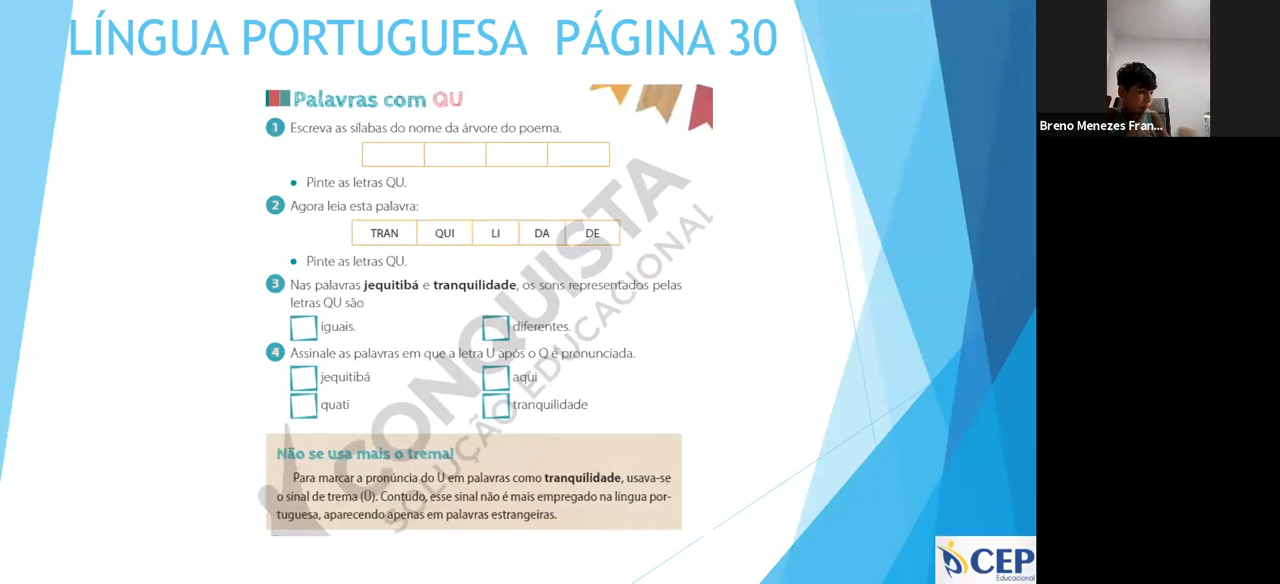 LÍNGUA PORTUGUESA PÁGINA 30
Palavras com QU
1 Escreva as sílabas do nome da árvore do poema.
• Pinte as letras QU.
2 Agora leia esta palavra:
TRAN QUI LI DA DE
• Pinte as letras QU.
3 Nas palavras jequitibá e tranquilidade, os sons representados pelas
letras QU são
iguais. diferentes.
4 Assinale as palavras em que a letra U após o Q é pronunciada.
jequitibá aqui
quati tranquilidade
Não se usa mais o trema!
Para marcar a pronúncia do U em palavras como tranquilidade, usava-se
o sinal de trema (Ü). Contudo, esse sinal não é mais empregado na língua por-
tuguesa, aparecendo apenas em palavras estrangeiras.
CONQUISTA
SOLUÇÃO EDUCACIONAL
Breno Menezes Fran...
CEP
Educacional